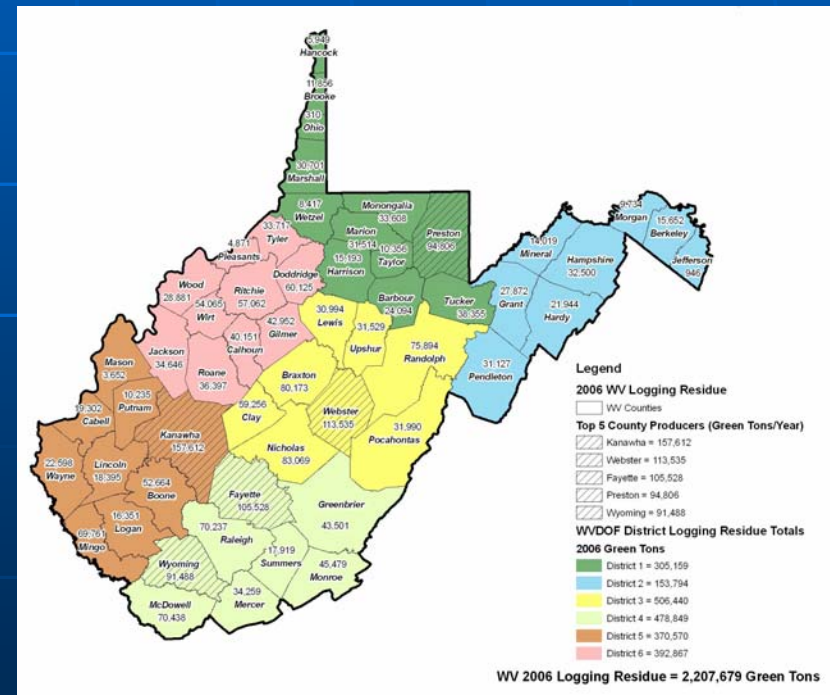 5,949
Hancock
11,856
Brooke
310
Ohio
30,701
Marshall
8,417
Wetzel
Monongalia
33,608
Marion
31,514
Preston
94,806
10,356
Taylor
15,193
Harrison
33,717
Tyler
4,871
Pleasants
Doddridge
60,125
Wood
28,881
Ritchie
57,062
54,065
Wirt
Barbour
24,094
Tucker
38,355
9,734
Morgan
15,652
Berkeley
Jefferson
946
14,019
Mineral
Hampshire
32,500
27,872
Grant
21,944
Hardy
31,127
Pendleton
30,994
Lewis
31,529
Upshur
75,894
Randolph
42,952
Gilmer
40,151
Calhoun
Jackson
34,646
Roane
36,397
Braxton
80,173
59,256
Clay
Webster
113,535
31,990
Pocahontas
Nicholas
83,069
Mason
3,652
10,235
Putnam
19,302
Cabell
Kanawha
157,612
22,598
Wayne
Lincoln
18,395
52,664
Boone
16,351
Logan
69,761
Mingo
Fayette
105,528
Greenbrier
43,501
70,237
Raleigh
17,919
Summers
45,479
Monroe
Wyoming
91,488
34,259
Mercer
McDowell
70,438
Legend
2006 WV Logging Residue
WV Counties
Top 5 County Producers (Green Tons/Year)
Kanawha = 157,612
Webster = 113,535
Fayette = 105,528
Preston = 94,806
Wyoming = 91,488
WVDOF District Logging Residue Totals
2006 Green Tons
District 1 = 305,159
District 2 = 153,794
District 3 = 506,440
District 4 = 478,849
District 5 = 370,570
District 6 = 392,867
WV 2006 Logging Residue = 2,207,679 Green Tons